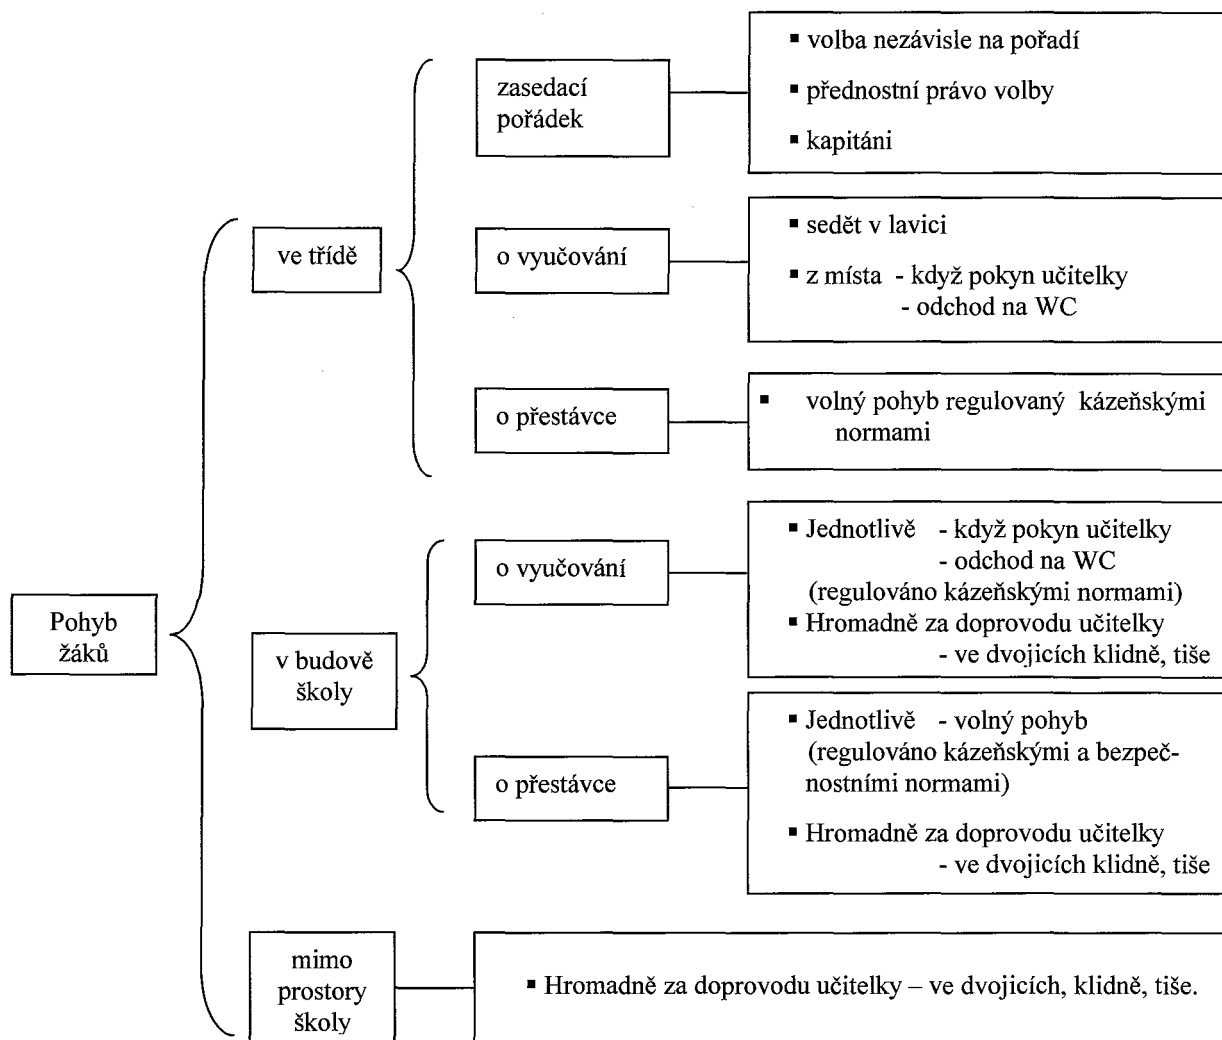 ▪ volba nezávisle na pořadí
zasedací
pořádek
▪ přednostní právo volby
▪ kapitáni
ve třídě
o vyučování
▪ sedět v lavici
▪ z místa - když pokyn učitelky
- odchod na WC
o přestávce
▪ volný pohyb regulovaný kázeňskými
normami
Pohyb
žáků
v budově
školy
o vyučování
▪ Jednotlivě - když pokyn učitelky
- odchod na WC
(regulováno kázeňskými normami)
▪ Hromadně za doprovodu učitelky
- ve dvojicích klidně, tiše
o přestávce
▪ Jednotlivě - volný pohyb
(regulováno kázeňskými a bezpeč-
nostními normami)
▪ Hromadně za doprovodu učitelky
- ve dvojicích klidně, tiše
mimo
prostory
školy
▪ Hromadně za doprovodu učitelky – ve dvojicích, klidně, tiše.